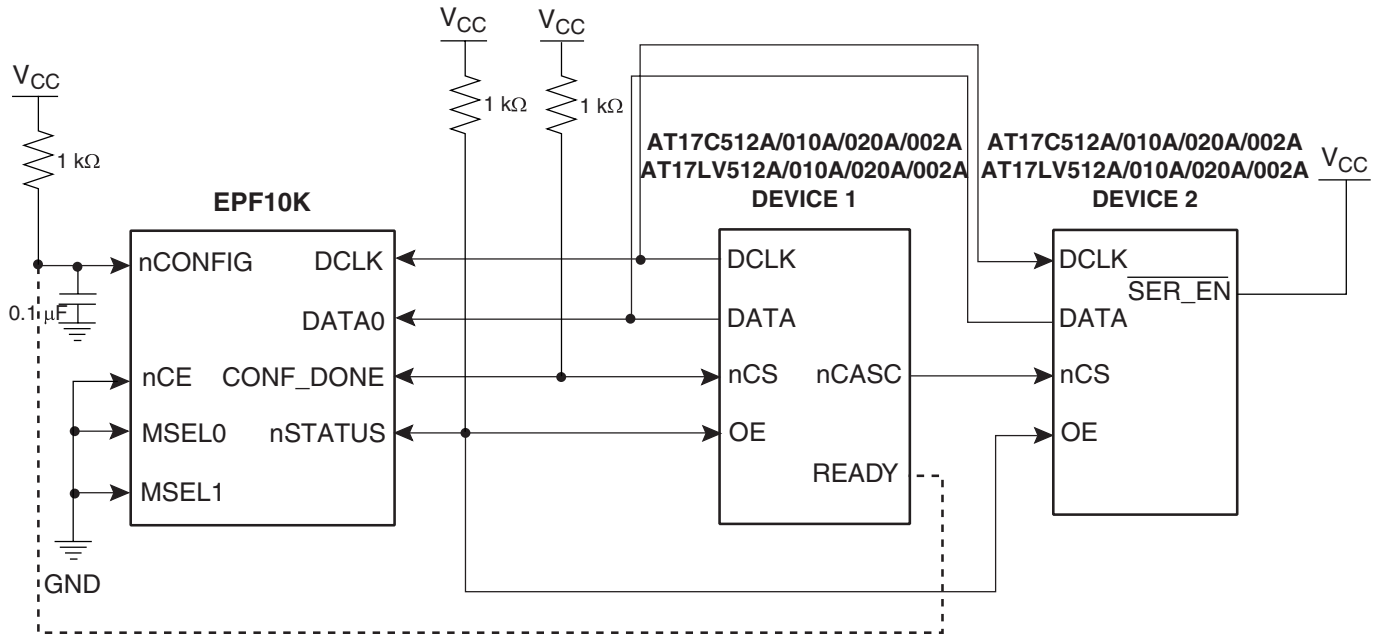 VCC
VCC
VCC
1 kΩ
1 kΩ
1 kΩ
AT17C512A/010A/020A/002A
AT17LV512A/010A/020A/002A
DEVICE 1
AT17C512A/010A/020A/002A
AT17LV512A/010A/020A/002A
DEVICE 2
VCC
EPF10K
nCONFIG
DCLK
DCLK
DCLK
SER_EN
0.1 μF
DATA0
DATA
DATA
nCE
CONF_DONE
nCS
nCASC
nCS
MSEL0
nSTATUS
OE
OE
READY
MSEL1
GND